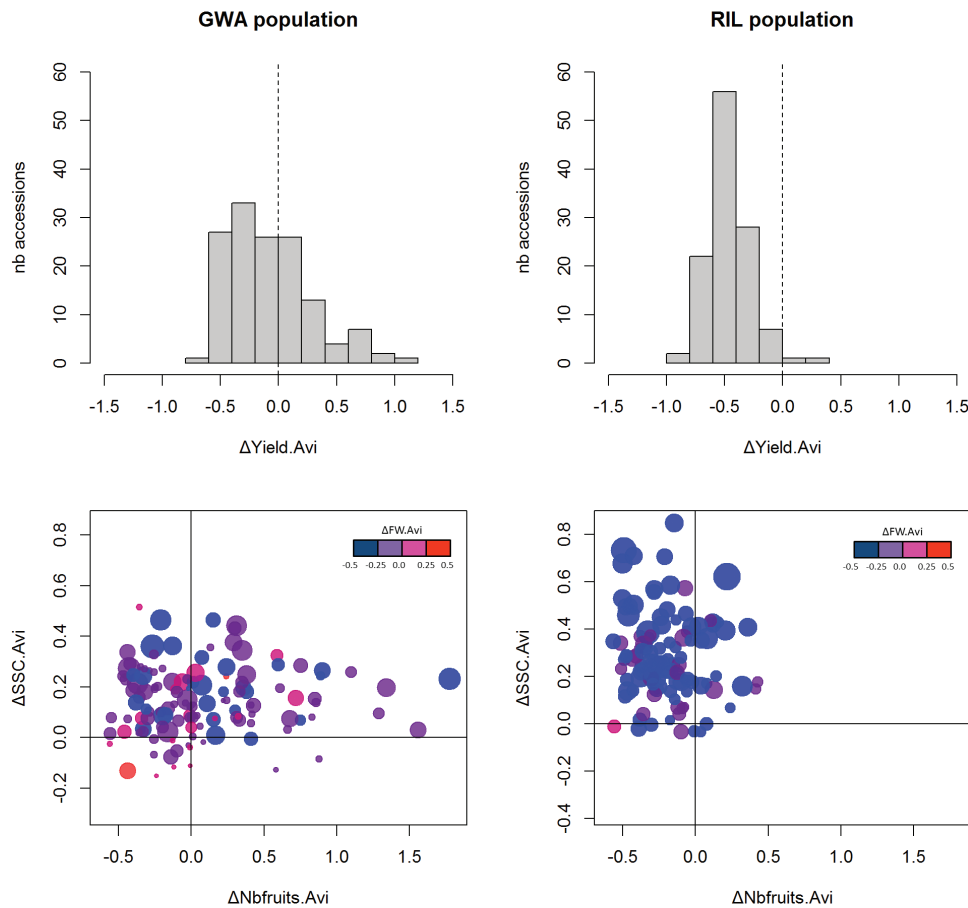 GWA population
RIL population
60
50
40
30
20
10
0
nb accessions
-1.5 -1.0 -0.5 0.0 0.5 1.0 1.5
ΔYield.Avi
60
50
40
30
20
10
0
nb accessions
-1.5 -1.0 -0.5 0.0 0.5 1.0 1.5
ΔYield.Avi
0.8
0.6
0.4
0.2
0.0
-0.2
ΔSSC.Avi
ΔFW.Avi
-0.5 -0.25 0.0 0.25 0.5
-0.5 0.0 0.5 1.0 1.5
ΔNbfruits.Avi
0.8
0.6
0.4
0.2
0.0
-0.2
-0.4
ΔSSC.Avi
ΔFW.Avi
-0.5 -0.25 0.0 0.25 0.5
-0.5 0.0 0.5 1.0 1.5
ΔNbfruits.Avi